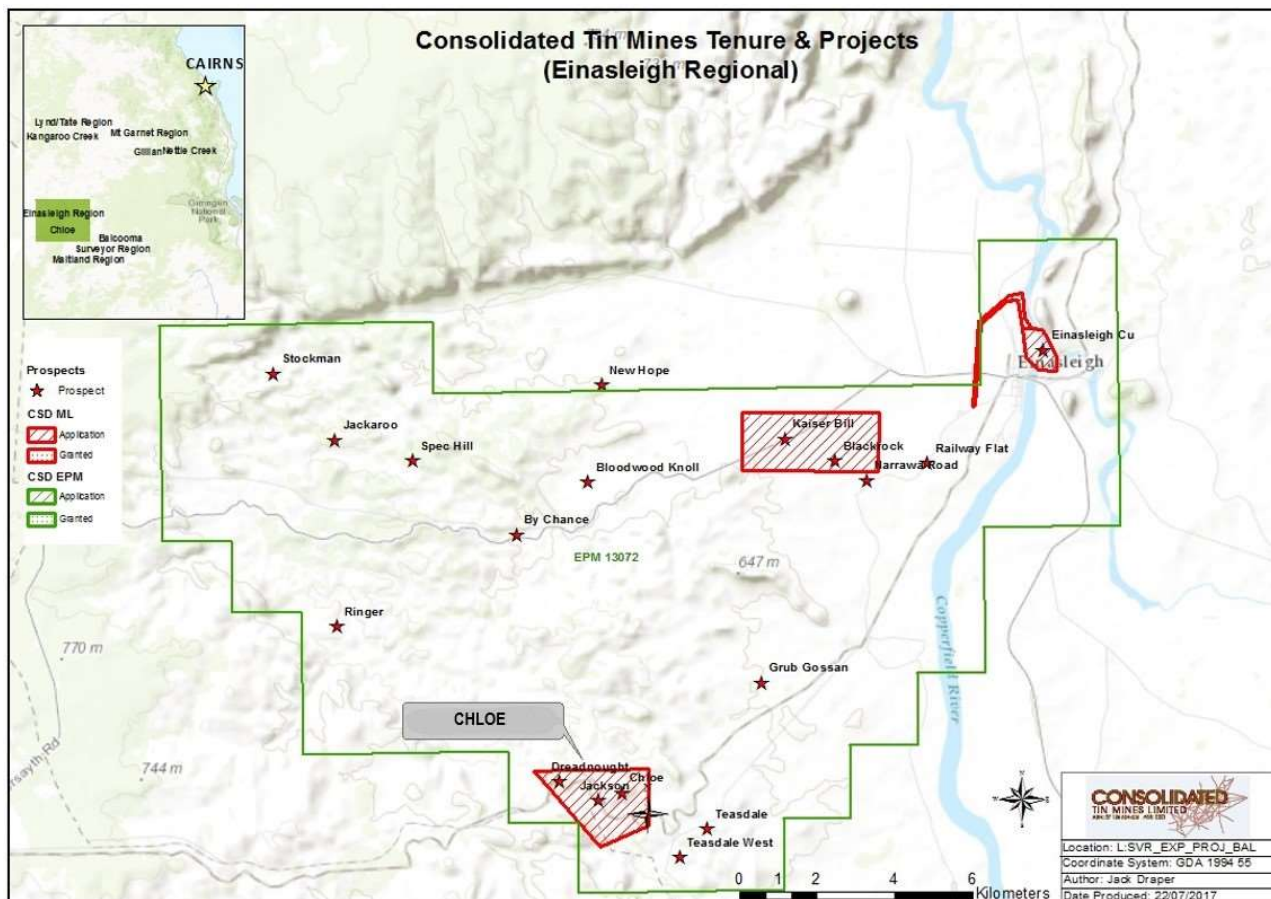 Consolidated Tin Mines Tenure & Projects
(Einasleigh Regional)
CAIRNS
Lynd/Tate Region
Kangaroo Creek
Mt Garnet Region
Gillian
Nettle Creek
Girringun
National
Park
Einasleigh Region
Chloe
Balcooma
Surveyor Region
Maitland Region
Prospects
Prospect
CSD ML
Application
Granted
CSD EPM
Application
Granted
Stockman
New Hope
Einasleigh Cu
Einasleigh
Jackaroo
Spec Hill
Kaiser Bill
Blackrock
Railway Flat
Narrawa Road
Bloodwood Knoll
By Chance
EPM 13072
647 m
Ringer
770 m
Copperfield River
Grub Gossan
CHLOE
744 m
Dreadnought
Chloe
Jackson
Teasdale
Teasdale West
0 1 2 4 6
Kilometers
CONSOLIDATED
TIN MINES LIMITED
Location: L:SVR_EXP_PROJ_BAL
Coordinate System: GDA 1994 55
Author: Jack Draper
Date Produced: 22/07/2017